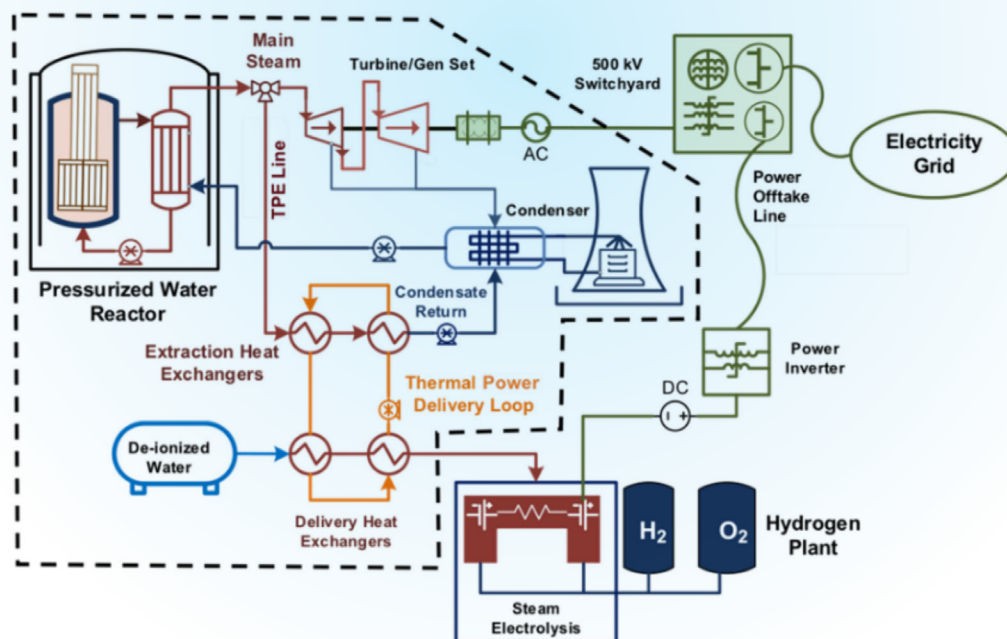 Main
Steam
Turbine/Gen Set
500 kV
Switchyard
AC
Electricity
Grid
TPE Line
Power
Offtake
Line
Condenser
Pressurized Water
Reactor
Condensate
Return
Extraction Heat
Exchangers
Thermal Power
Delivery Loop
Power
Inverter
DC
De-ionized
Water
Delivery Heat
Exchangers
H2
O2
Hydrogen
Plant
Steam
Electrolysis